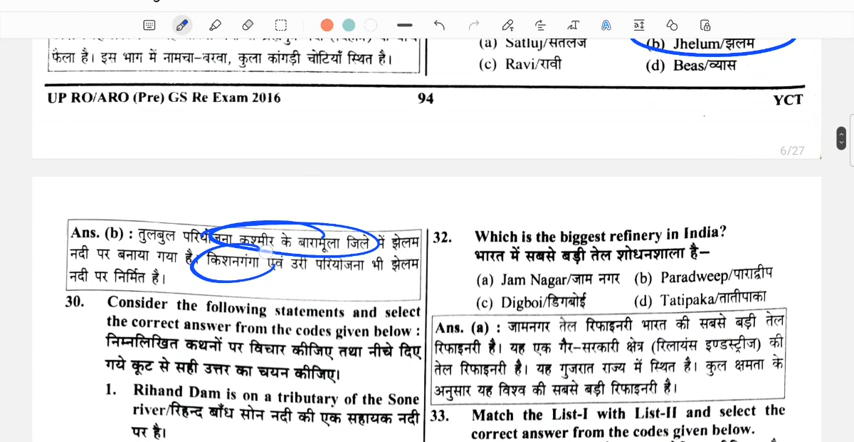 फैला है। इस भाग में नामचा-बरवा, कुला कांगड़ी चोटियाँ स्थित है।
(a) Satluj/सतलज (b) Jhelum/झेलम
(c) Ravi/रावी (d) Beas/व्यास
UP RO/ARO (Pre) GS Re Exam 2016 94 YCT
6/27
Ans. (b) : तुलबुल परियोजना कश्मीर के बारामूला जिले में झेलम
नदी पर बनाया गया है। किशनगंगा एवं उरी परियोजना भी झेलम
नदी पर निर्मित है।
30. Consider the following statements and select
the correct answer from the codes given below :
निम्नलिखित कथनों पर विचार कीजिए तथा नीचे दिए
गये कूट से सही उत्तर का चयन कीजिए।
1. Rihand Dam is on a tributary of the Sone
river/रिहन्द बाँध सोन नदी की एक सहायक नदी
पर है।
32. Which is the biggest refinery in India?
भारत में सबसे बड़ी तेल शोधनशाला है–
(a) Jam Nagar/जाम नगर (b) Paradweep/पाराद्वीप
(c) Digboi/डिगबोई (d) Tatipaka/तातीपाका
Ans. (a) : जामनगर तेल रिफाइनरी भारत की सबसे बड़ी तेल
रिफाइनरी है। यह एक गैर-सरकारी क्षेत्र (रिलायंस इण्डस्ट्रीज) की
तेल रिफाइनरी है। यह गुजरात राज्य में स्थित है। कुल क्षमता के
अनुसार यह विश्व की सबसे बड़ी रिफाइनरी है।
33. Match the List-I with List-II and select the
correct answer from the codes given below.